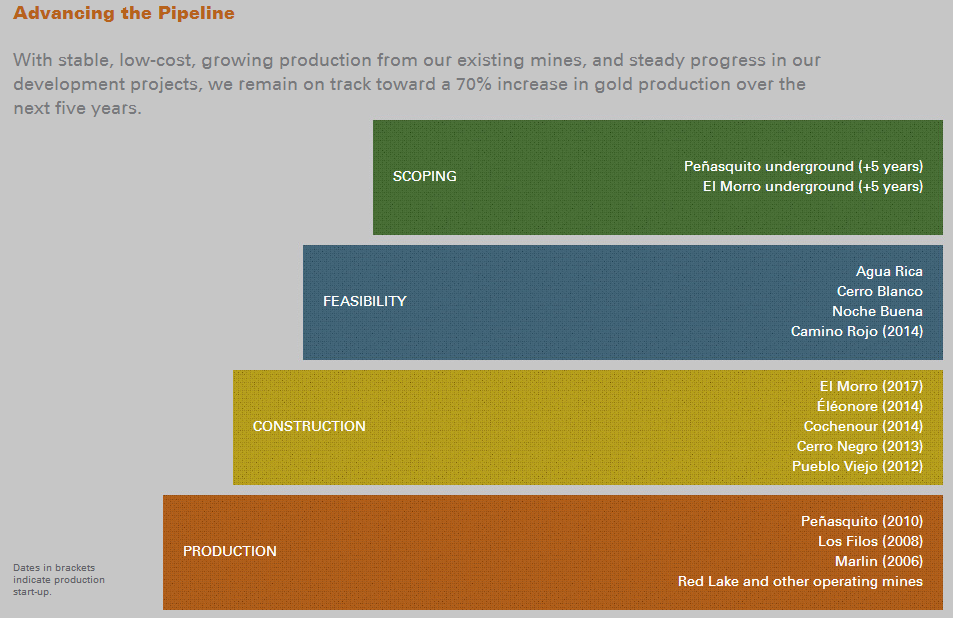 Advancing the Pipeline
With stable, low-cost, growing production from our existing mines, and steady progress in our
development projects, we remain on track toward a 70% increase in gold production over the
next five years.
SCOPING
Peñasquito underground (+5 years)
El Morro underground (+5 years)
FEASIBILITY
Agua Rica
Cerro Blanco
Noche Buena
Camino Rojo (2014)
CONSTRUCTION
El Morro (2017)
Éléonore (2014)
Cochenour (2014)
Cerro Negro (2013)
Pueblo Viejo (2012)
PRODUCTION
Peñasquito (2010)
Los Filos (2008)
Marlin (2006)
Red Lake and other operating mines
Dates in brackets
indicate production
start-up.